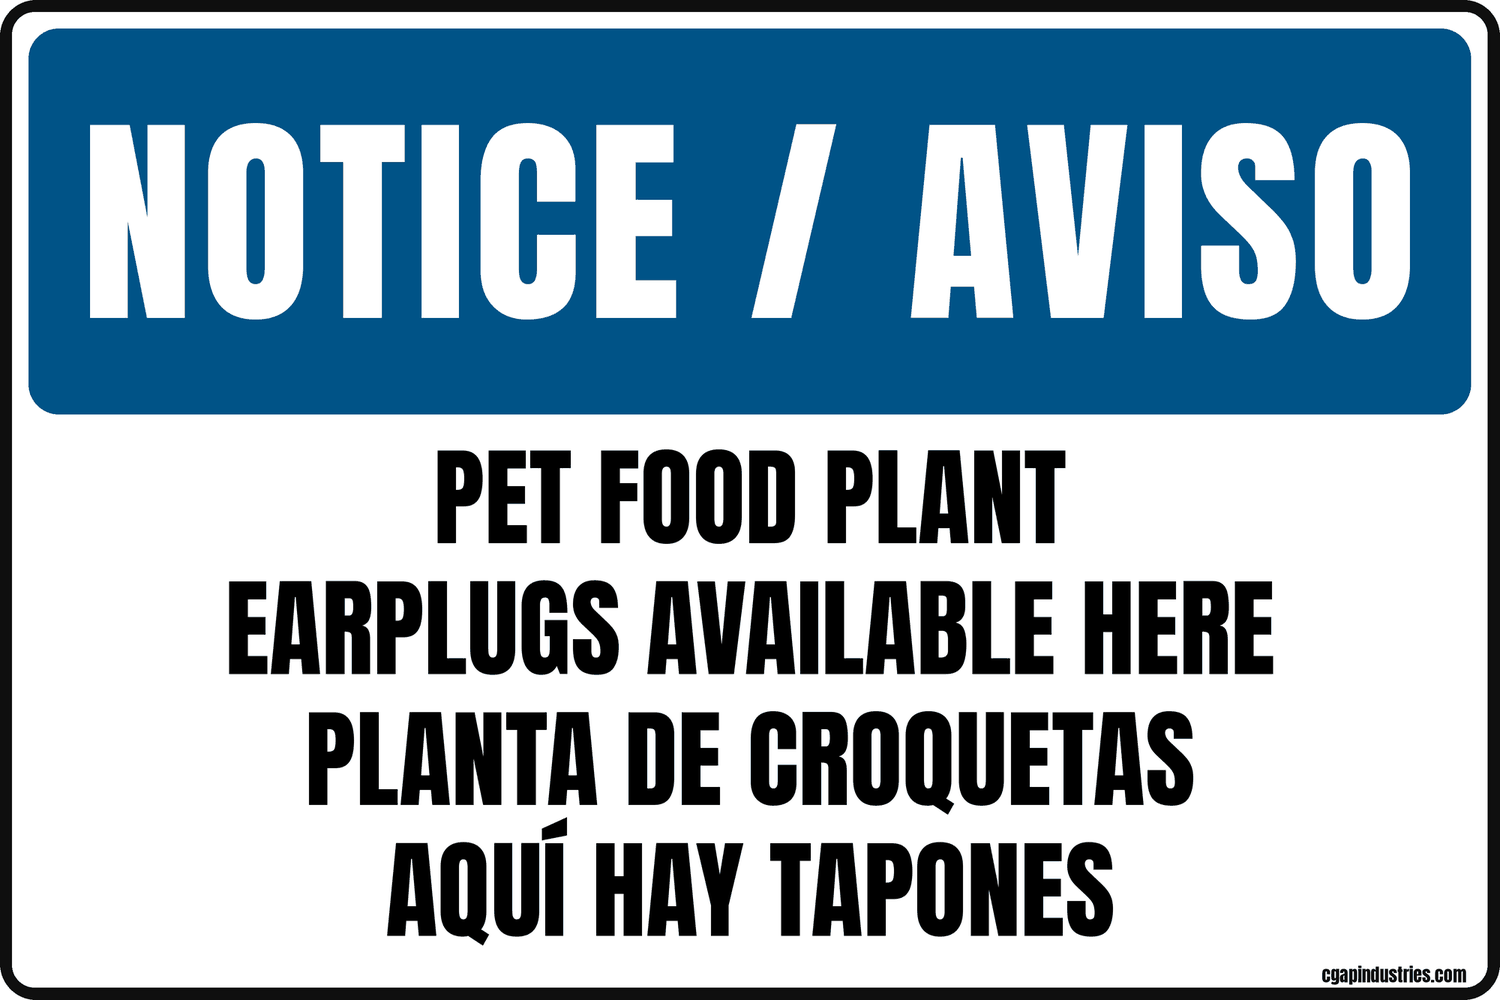 NOTICE / AVISO
PET FOOD PLANT
EARPLUGS AVAILABLE HERE
PLANTA DE CROQUETAS
AQUÍ HAY TAPONES
cgapindustries.com